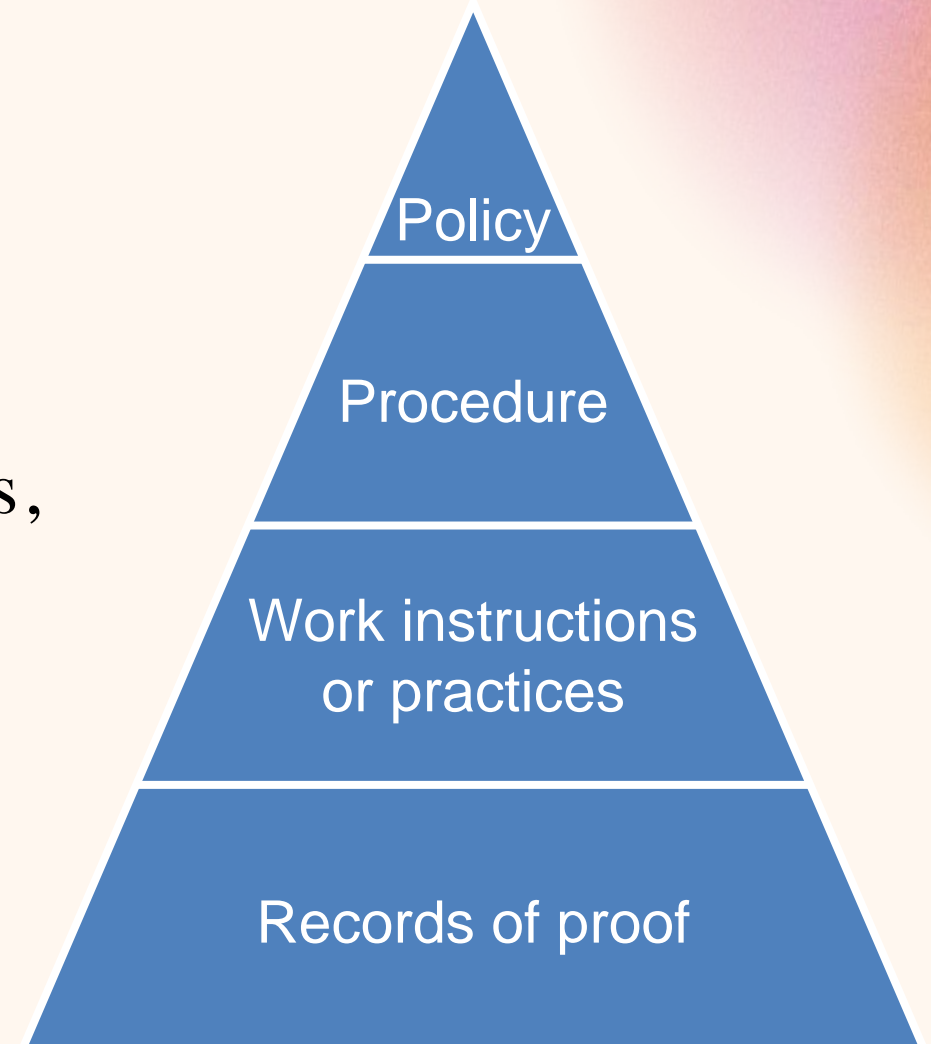 Policy
Procedure
s,
Work instructions
or practices
Records of proof